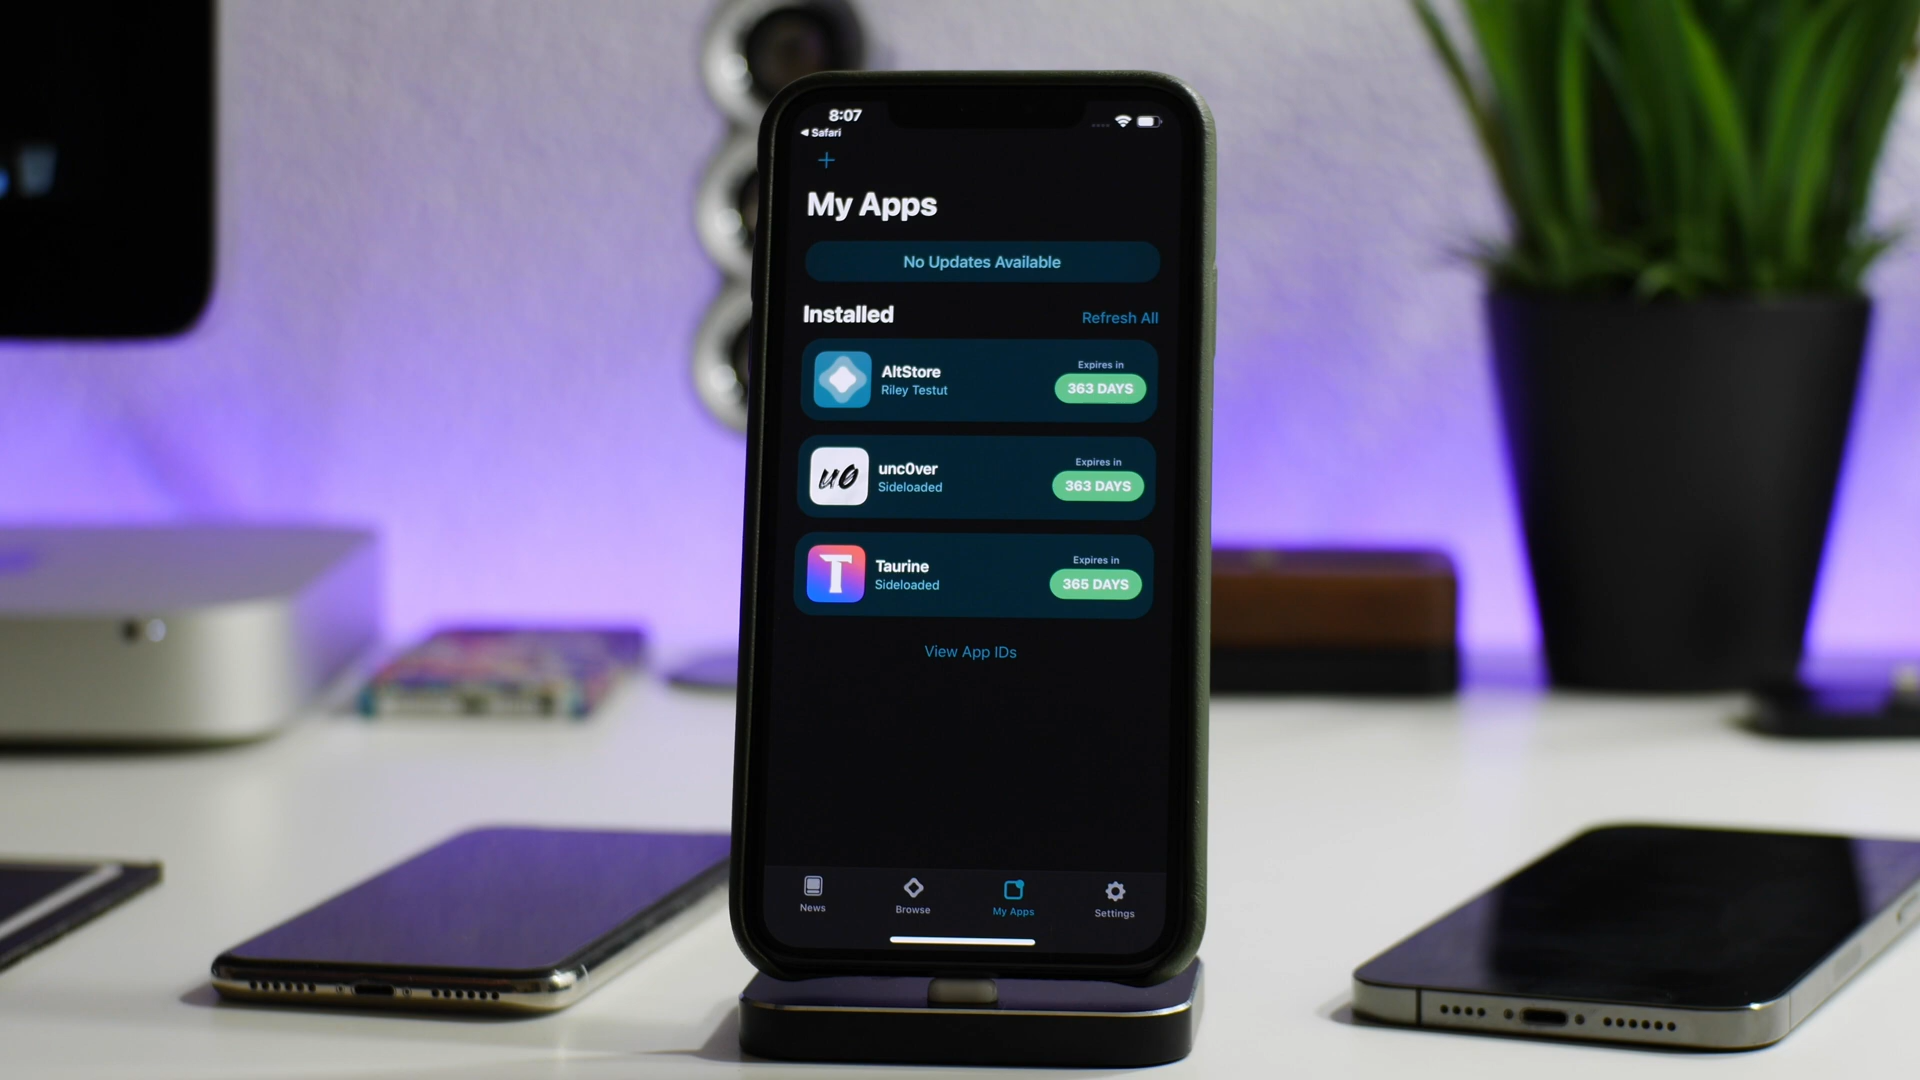 8:07
◀ Safari
+
My Apps
No Updates Available
Installed
Refresh All
AltStore
Riley Testut
Expires in
363 DAYS
u0
unc0ver
Sideloaded
Expires in
363 DAYS
T
Taurine
Sideloaded
Expires in
365 DAYS
View App IDs
News
Browse
My Apps
Settings